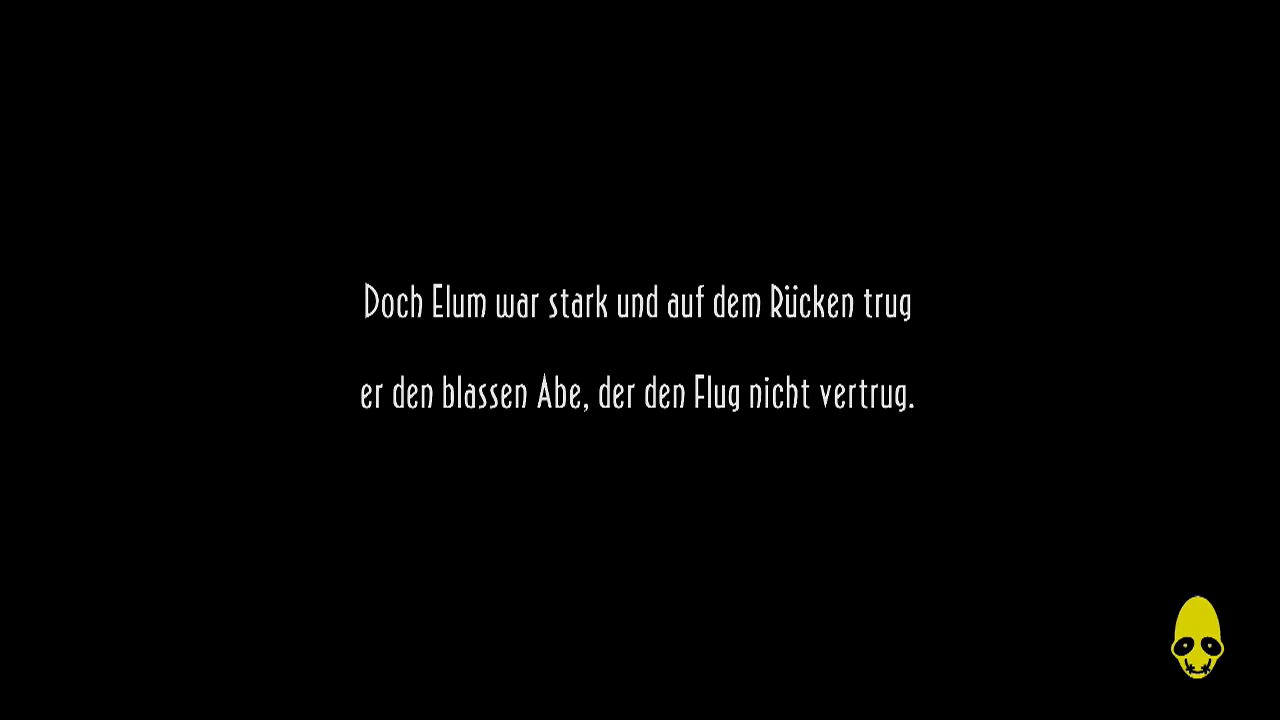 Doch Elum war stark und auf dem Rücken trug
er den blassen Abe, der den Flug nicht vertrug.